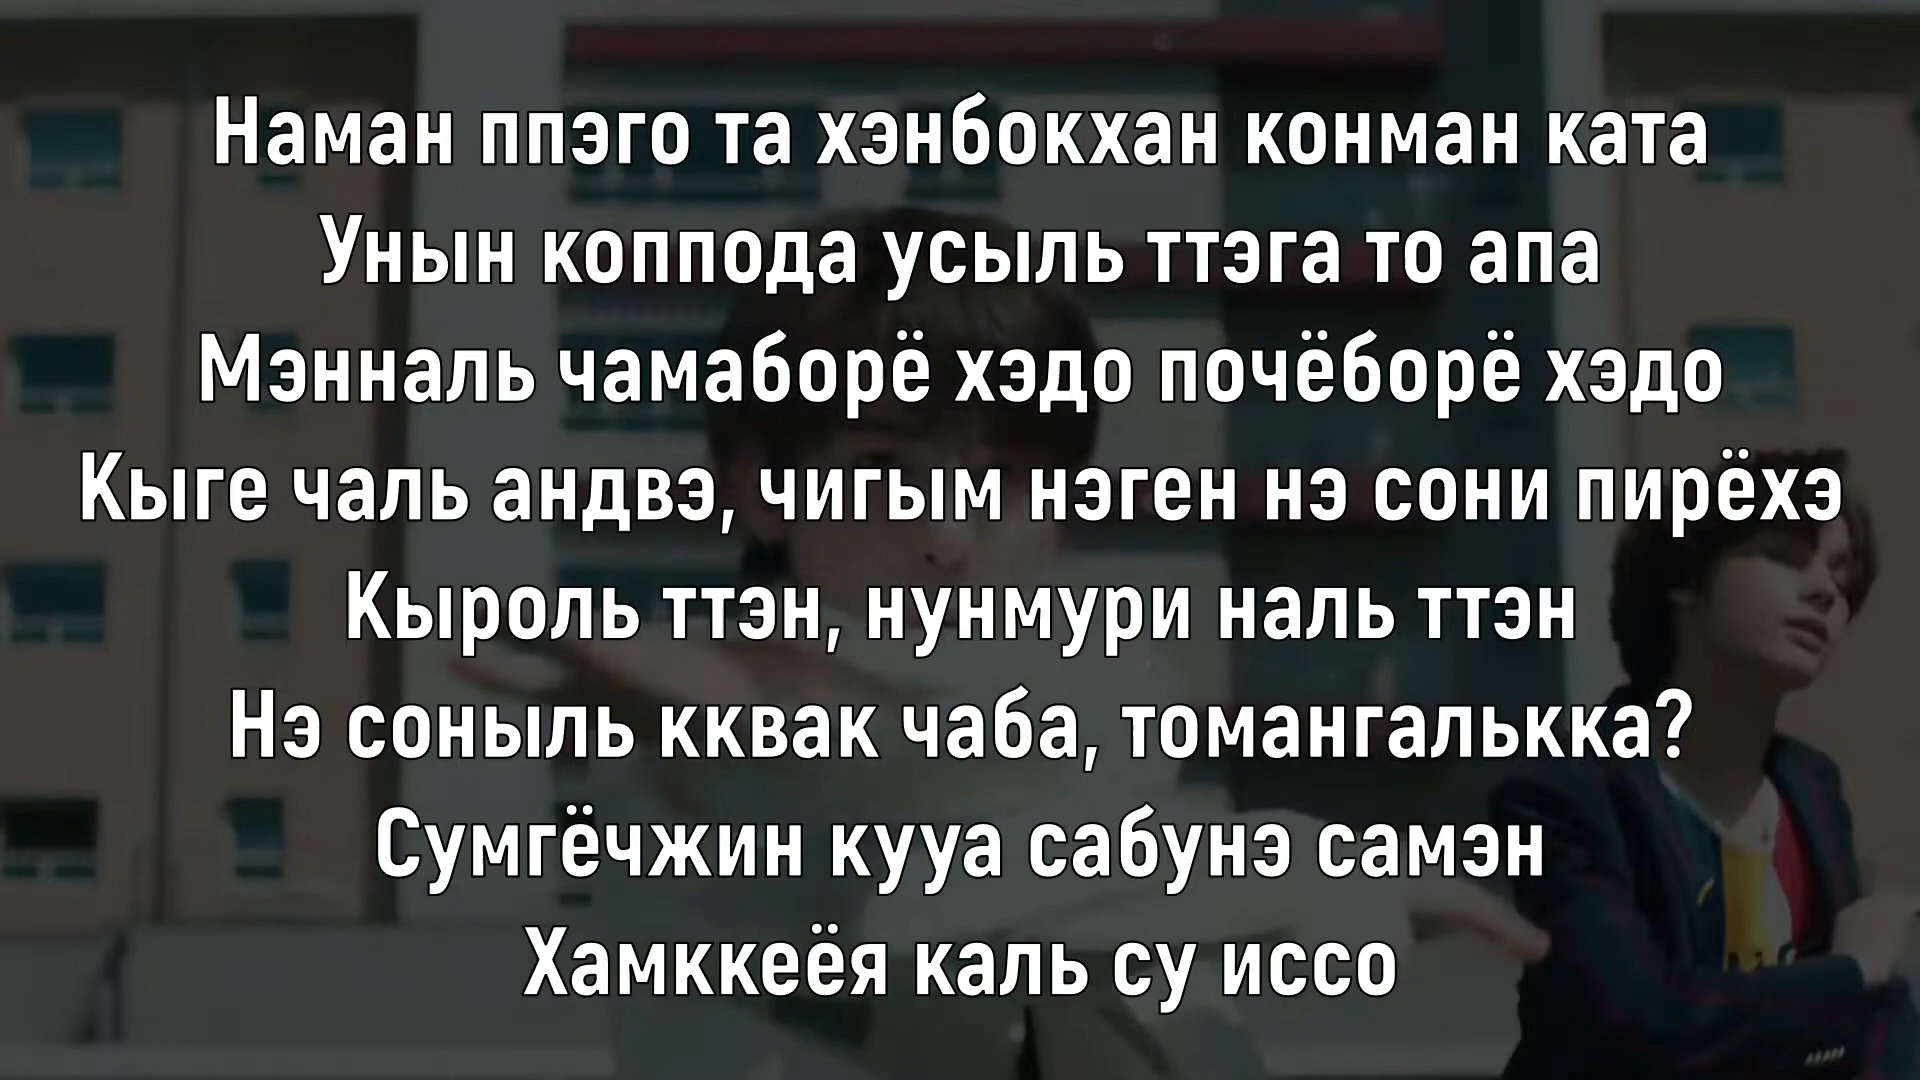 Наман ппэго та хэнбокхан конман ката
Унын коппода усыль ттэга то апа
Мэнналь чамаборё хэдо почёборё хэдо
Кыге чаль андвэ, чигым нэген нэ сони пирёхэ
Кыроль ттэн, нунмури наль ттэн
Нэ соныль кквак чаба, томангалькка?
Сумгёчжин кууа сабунэ самэн
Хамккеёя каль су иссо